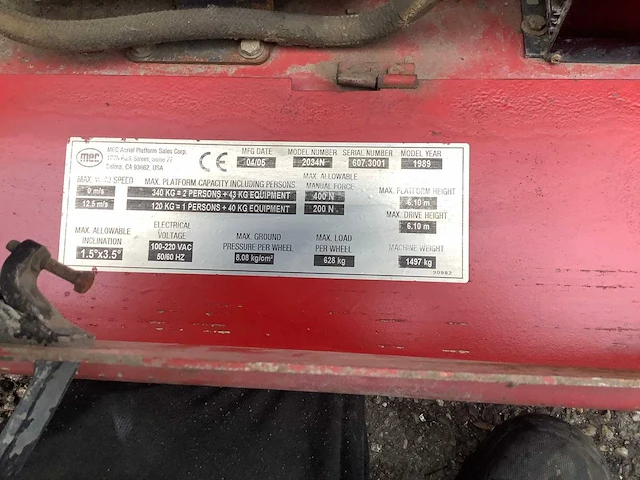 mec
MEC Aerial Platform Sales Corp.
USA
CE
MFG DATE
04/05
MODEL NUMBER
2034N
SERIAL NUMBER
607.3001
MODEL YEAR
1989
MAX. WIND SPEED
0 m/s
12.5 m/s
MAX. PLATFORM CAPACITY INCLUDING PERSONS
340 KG = 2 PERSONS + 43 KG EQUIPMENT
120 KG = 1 PERSONS + 40 KG EQUIPMENT
MAX. ALLOWABLE
MANUAL FORCE
400 N
200 N
MAX. PLATFORM HEIGHT
6.10 m
MAX. DRIVE HEIGHT
6.10 m
MAX. ALLOWABLE
INCLINATION
1.5°x3.5°
ELECTRICAL
VOLTAGE
100-220 VAC
50/60 HZ
MAX. GROUND
PRESSURE PER WHEEL
8.08 kg/cm²
MAX. LOAD
PER WHEEL
628 kg
MACHINE WEIGHT
1497 kg